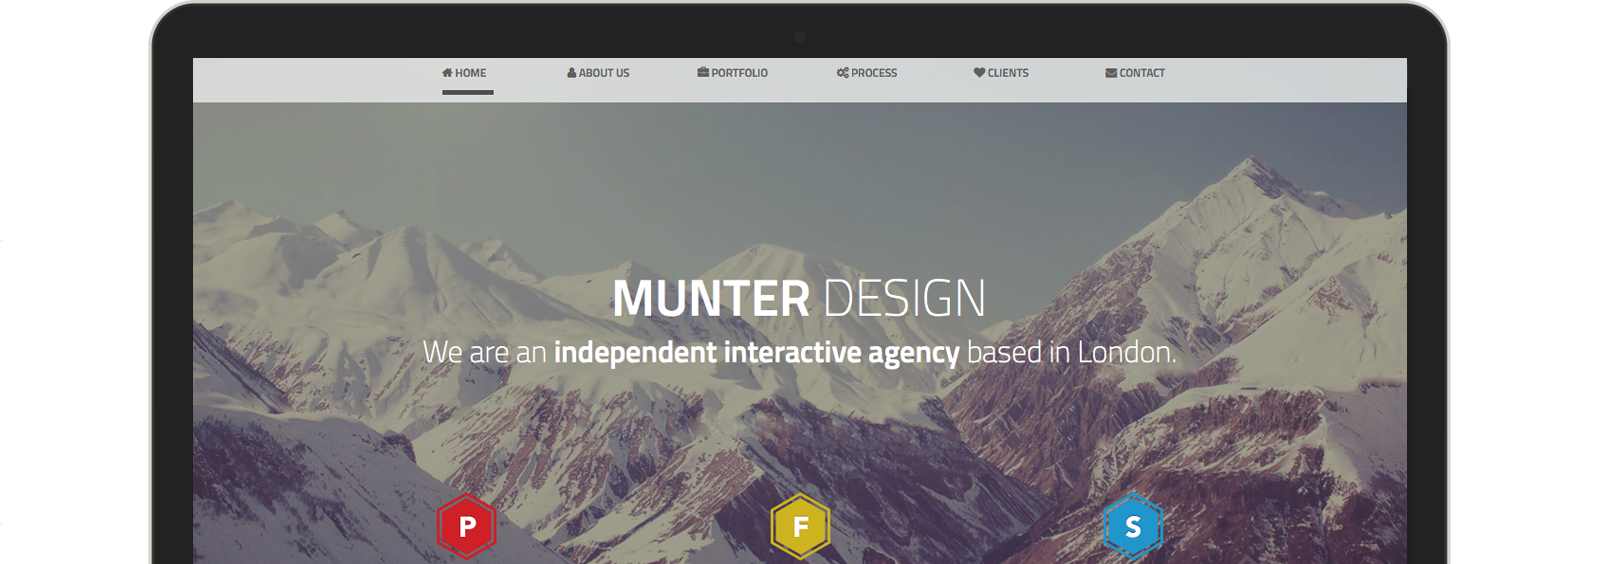 HOME ABOUT US PORTFOLIO PROCESS CLIENTS CONTACT
MUNTER DESIGN
We are an independent interactive agency based in London.
P F S